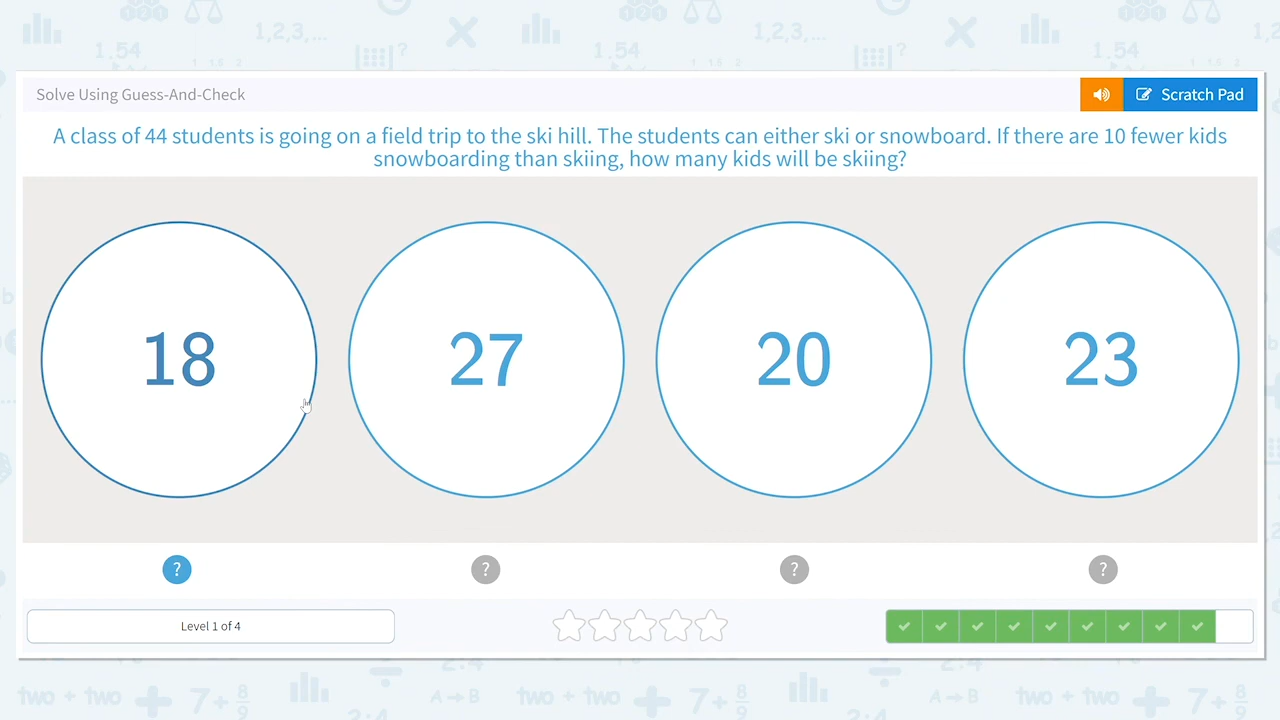 Solve Using Guess-And-Check
Scratch Pad
A class of 44 students is going on a field trip to the ski hill. The students can either ski or snowboard. If there are 10 fewer kids
snowboarding than skiing, how many kids will be skiing?
18
27
20
23
?
?
?
?
Level 1 of 4